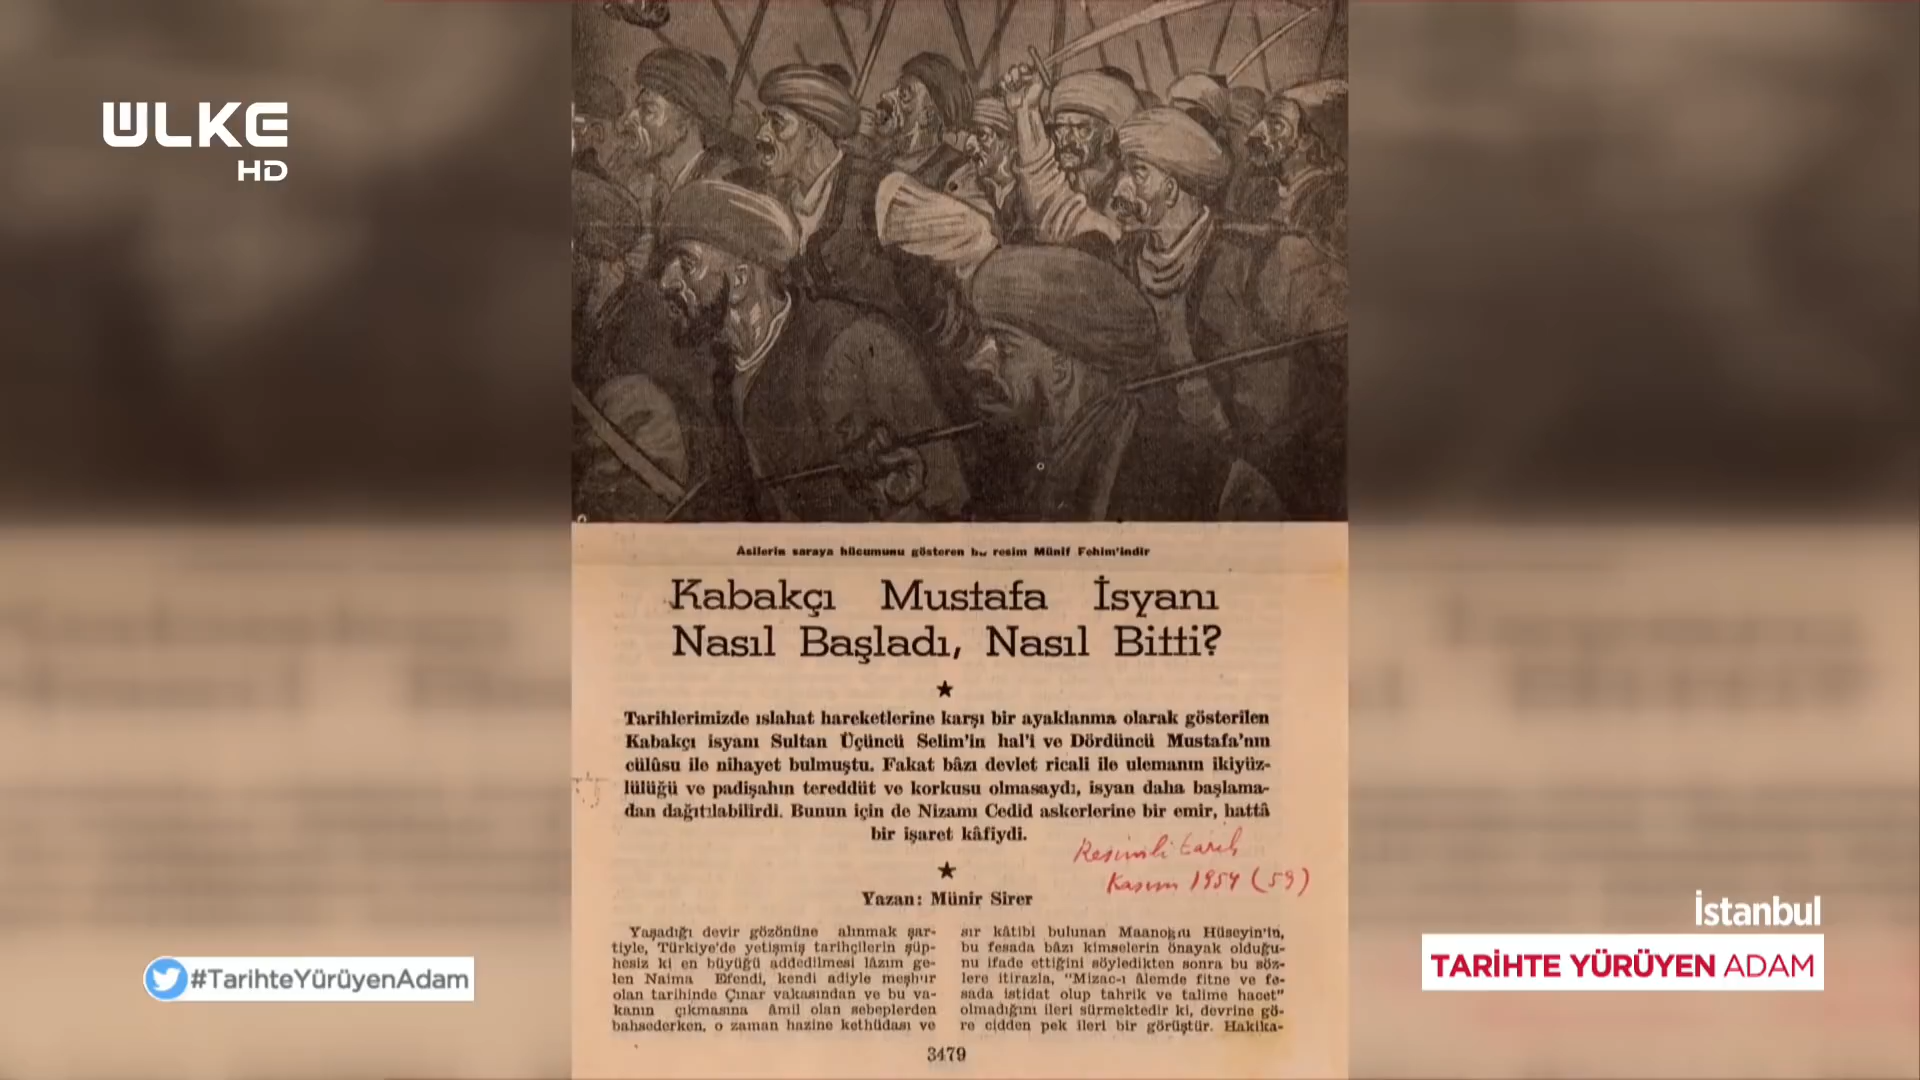 ÜLKE
HD
Asilerin saraya hücumunu gösteren bu resim Münif Fehim'indir
Kabakçı Mustafa İsyanı
Nasıl Başladı, Nasıl Bitti?
Tarihlerimizde ıslahat hareketlerine karşı bir ayaklanma olarak gösterilen
Kabakçı isyanı Sultan Üçüncü Selim'in hal'i ve Dördüncü Mustafa'nın
cülûsu ile nihayet bulmuştu. Fakat bâzı devlet ricali ile ulemanın ikiyüz-
lülüğü ve padişahın tereddüt ve korkusu olmasaydı, isyan daha başlama-
dan dağıtılabilirdi. Bunun için de Nizamı Cedid askerlerine bir emir, hattâ
bir işaret kâfiydi.
Resimli tarih
Kasım 1954 (59)
Yazan: Münir Sirer
Yaşadığı devir gözönüne alınmak şar-
tiyle, Türkiye'de yetişmiş tarihçilerin şüp-
hesiz ki en büyüğü addedilmesi lâzım ge-
len Naima Efendi, kendi adiyle meşhur
olan tarihinde Çınar vakasından ve bu va-
kanın çıkmasına âmil olan sebeplerden
bahsederken, o zaman hazine kethüdası ve
sır kâtibi bulunan Maanoğlu Hüseyin'in,
bu fesada bâzı kimselerin önayak olduğu-
nu ifade ettiğini söyledikten sonra bu söz-
lere itirazla, "Mizac-ı âlemde fitne ve fe-
sada istidat olup tahrik ve talime hacet"
olmadığını ileri sürmektedir ki, devrine gö-
re cidden pek ileri bir görüştür. Hakika-
3479
#TarihteYürüyenAdam
İstanbul
TARİHTE YÜRÜYEN ADAM